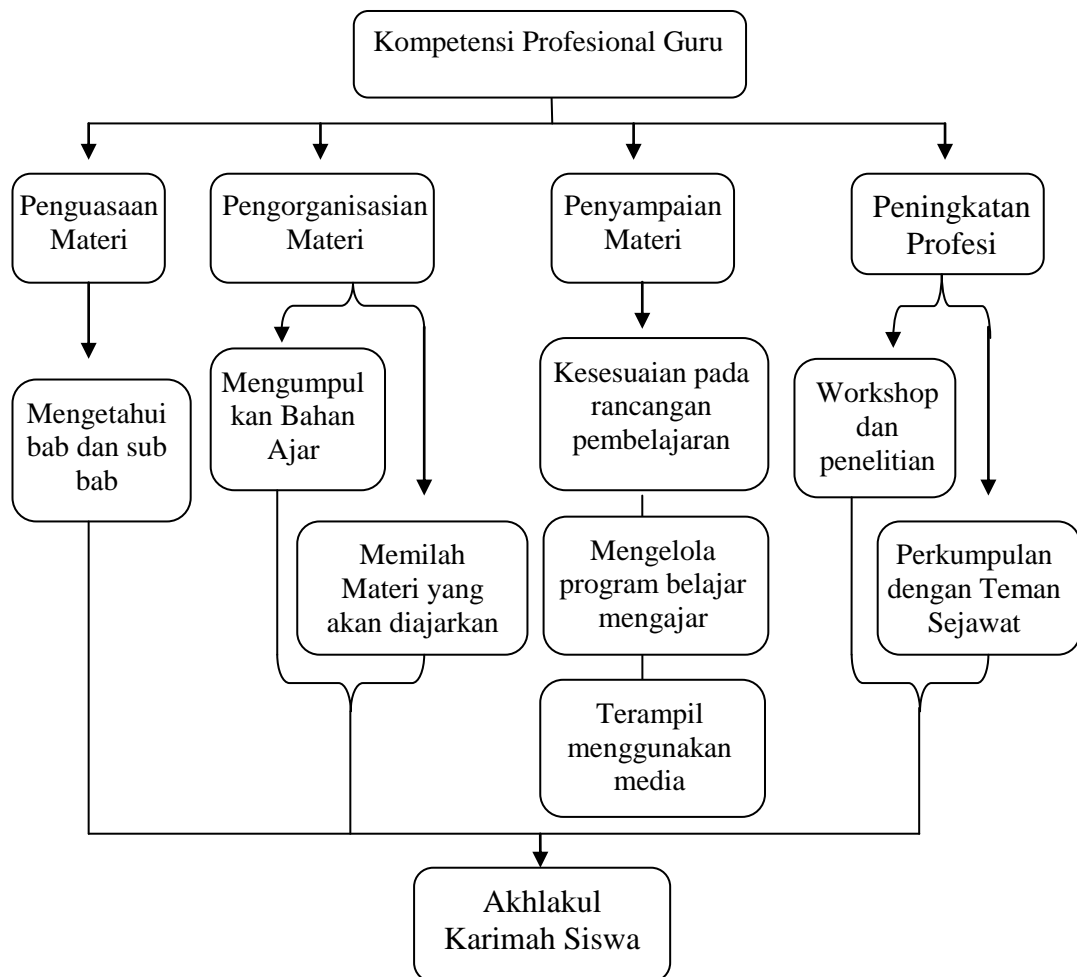 Kompetensi Profesional Guru
Penguasaan
Materi
Pengorganisasian
Materi
Penyampaian
Materi
Peningkatan
Profesi
Mengetahui
bab dan sub
bab
Mengumpul
kan Bahan
Ajar
Memilah
Materi yang
akan diajarkan
Kesesuaian pada
rancangan
pembelajaran
Mengelola
program belajar
mengajar
Terampil
menggunakan
media
Workshop
dan
penelitian
Perkumpulan
dengan Teman
Sejawat
Akhlakul
Karimah Siswa